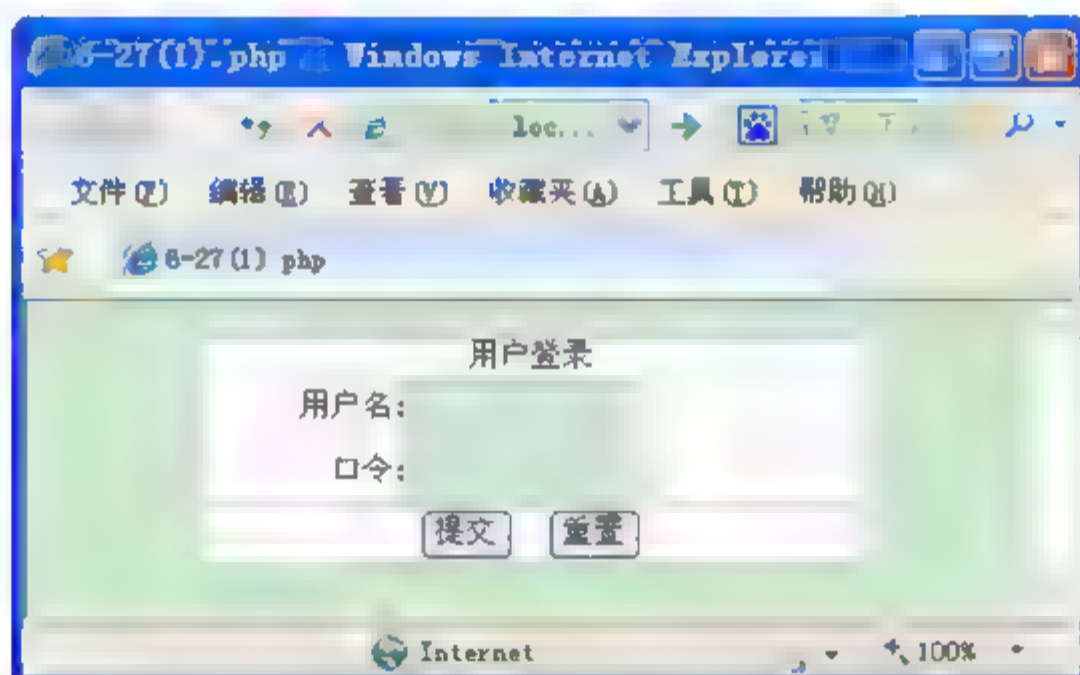 6-27(1).php Windows Internet Explorer
loc...
文件(F) 编辑(E) 查看(V) 收藏夹(A) 工具(T) 帮助(H)
6-27(1) php
用户登录
用户名:
口令:
提交 重置
Internet 100%